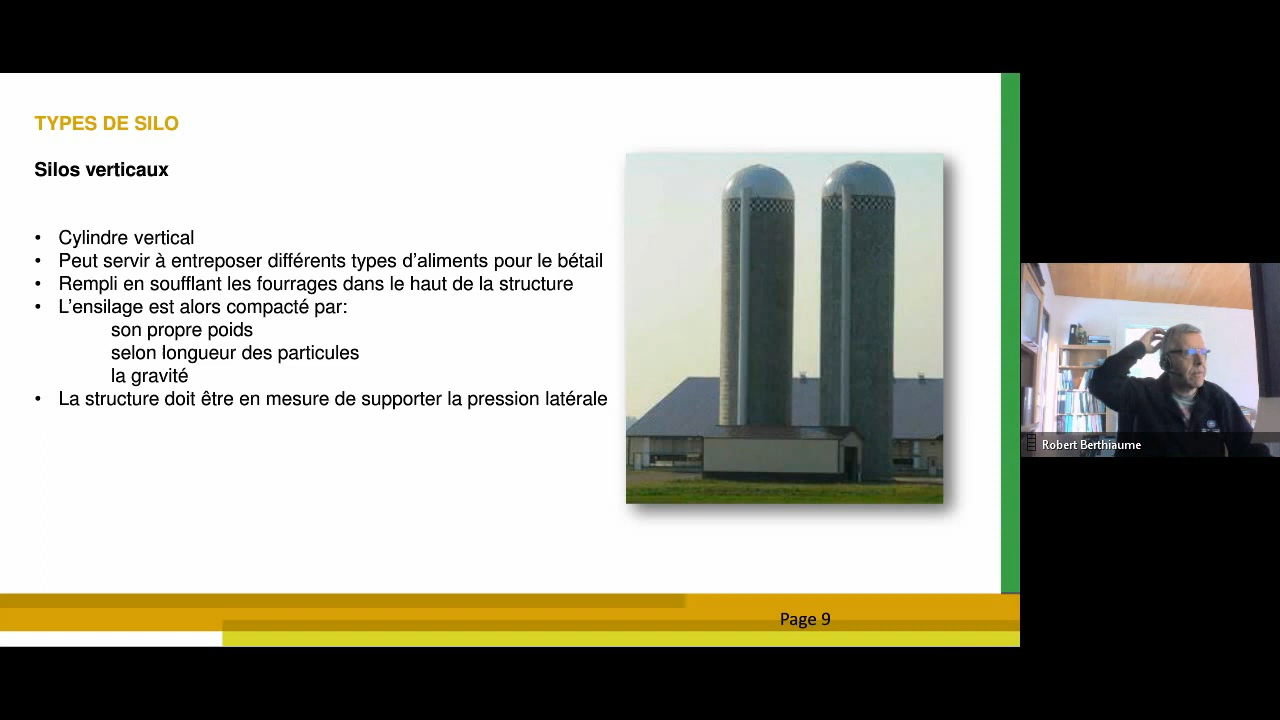 TYPES DE SILO
Silos verticaux
• Cylindre vertical
• Peut servir à entreposer différents types d’aliments pour le bétail
• Rempli en soufflant les fourrages dans le haut de la structure
• L’ensilage est alors compacté par:
son propre poids
selon longueur des particules
la gravité
• La structure doit être en mesure de supporter la pression latérale
Page 9
Robert Berthiaume